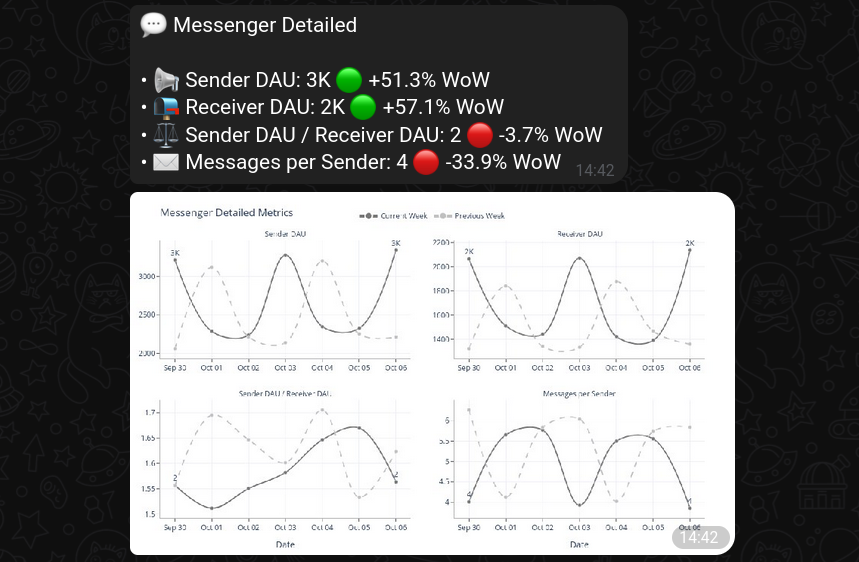 💬 Messenger Detailed
• 📢 Sender DAU: 3K 🟢 +51.3% WoW
• 📬 Receiver DAU: 2K 🟢 +57.1% WoW
• ⚖️ Sender DAU / Receiver DAU: 2 🔴 -3.7% WoW
• ✉️ Messages per Sender: 4 🔴 -33.9% WoW
14:42
Messenger Detailed Metrics
Current Week Previous Week
Sender DAU
3K 3K
3000
2500
2000
Sep 30 Oct 01 Oct 02 Oct 03 Oct 04 Oct 05 Oct 06
Receiver DAU
2K 2K
2200
2000
1800
1600
1400
Sep 30 Oct 01 Oct 02 Oct 03 Oct 04 Oct 05 Oct 06
Sender DAU / Receiver DAU
1.7
1.65
1.6
1.55
1.5
2 2
Sep 30 Oct 01 Oct 02 Oct 03 Oct 04 Oct 05 Oct 06
Date
Messages per Sender
6
5.5
5
4.5
4
4 4
Sep 30 Oct 01 Oct 02 Oct 03 Oct 04 Oct 05 Oct 06
Date
14:42